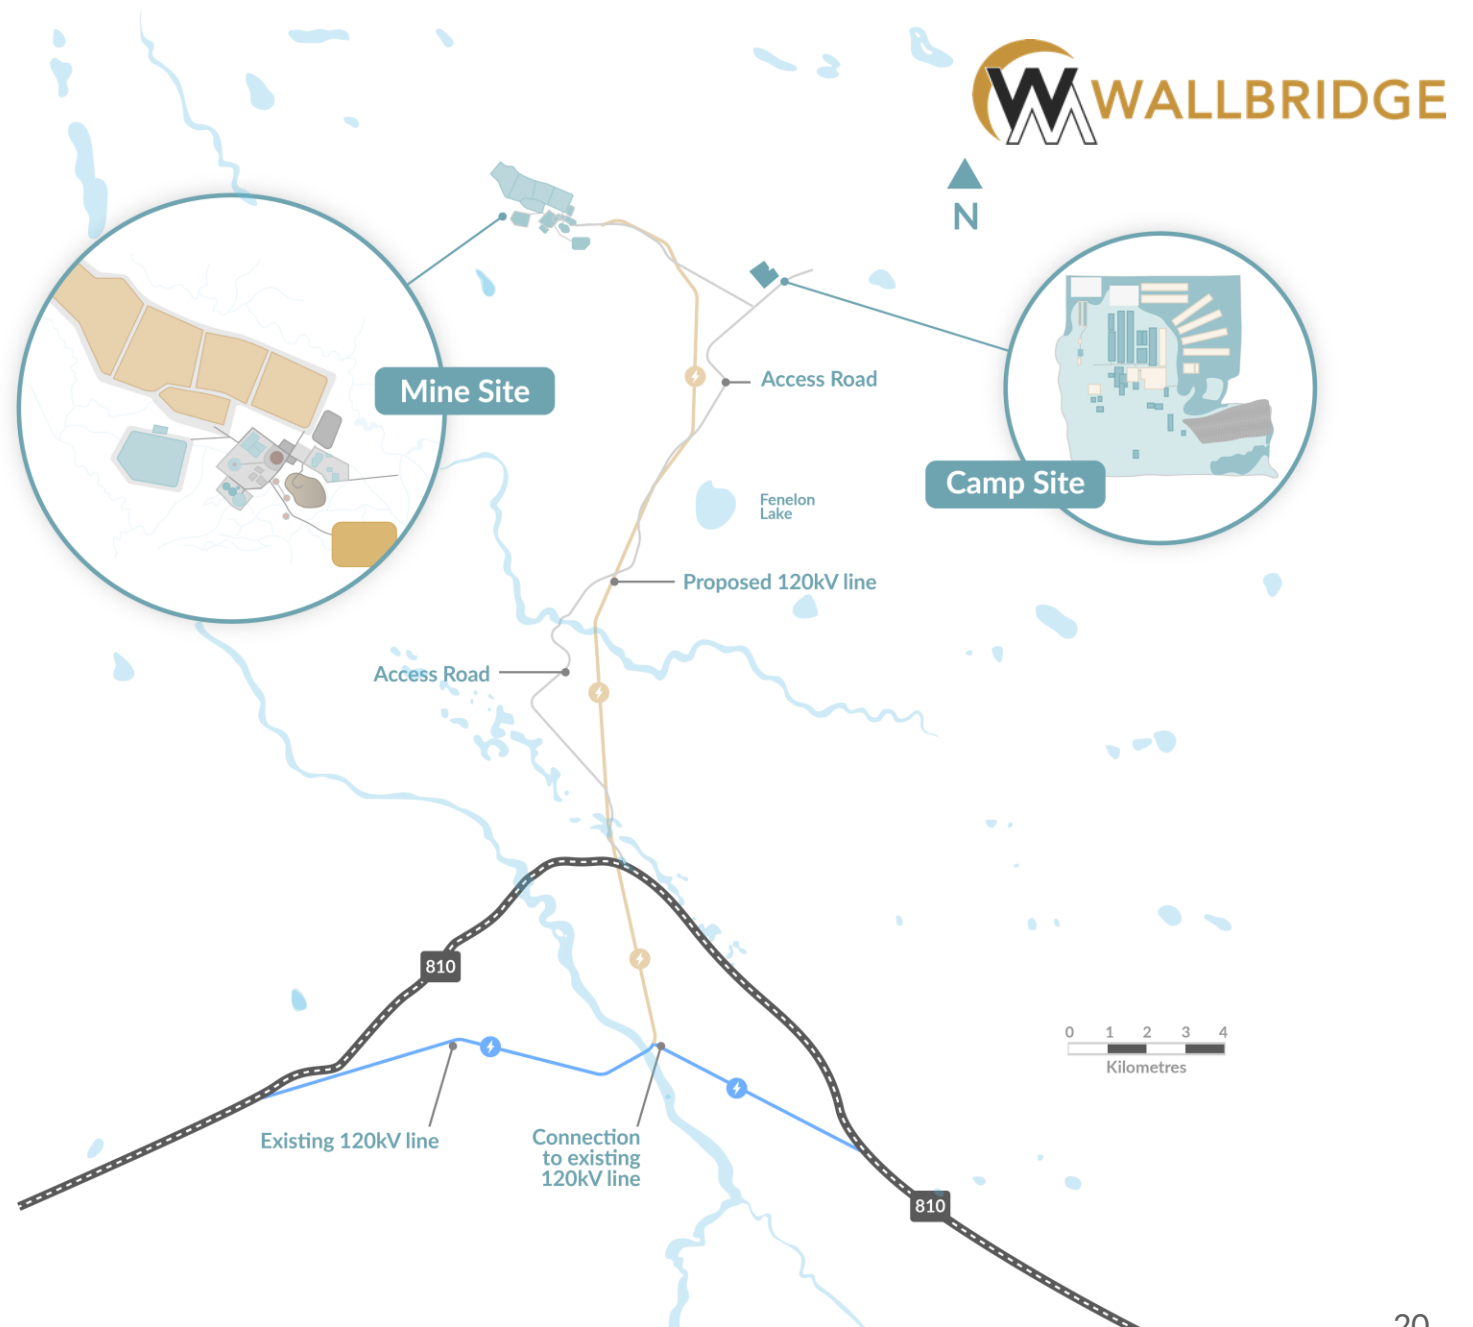 WALLBRIDGE
N
Mine Site
Access Road
Camp Site
Fenelon
Lake
Proposed 120kV line
Access Road
810
0 1 2 3 4
Kilometres
Existing 120kV line
Connection
to existing
120kV line
810
20